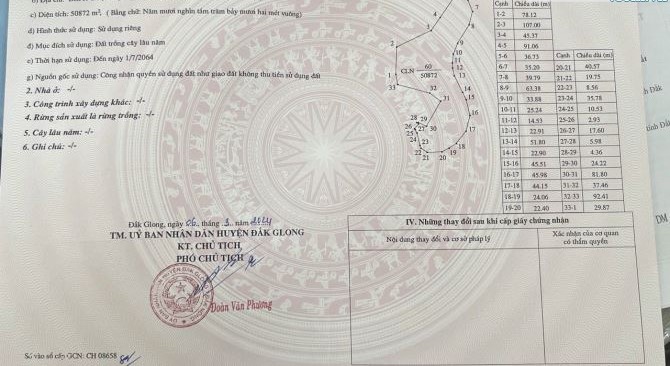 c) Diện tích: 50872 m², ( Bằng chữ: Năm mươi nghìn tám trăm bảy mươi hai mét vuông)
d) Hình thức sử dụng: Sử dụng riêng
đ) Mục đích sử dụng: Đất trồng cây lâu năm
e) Thời hạn sử dụng: Đến ngày 1/7/2064
g) Nguồn gốc sử dụng: Công nhận quyền sử dụng đất như giao đất không thu tiền sử dụng đất
2. Nhà ở: -/-
3. Công trình xây dựng khác: -/-
4. Rừng sản xuất là rừng trồng: -/-
5. Cây lâu năm: -/-
6. Ghi chú: -/-
CLN 60
50872
Cạnh Chiều dài (m)
1-2 78.12
2-3 107.00
3-4 45.37
4-5 91.06
5-6 36.73 Cạnh Chiều dài (m)
6-7 35.20 20-21 40.57
7-8 39.79 21-22 19.75
8-9 63.38 22-23 8.56
9-10 33.88 23-24 35.78
10-11 25.24 24-25 10.53
11-12 14.53 25-26 2.93
12-13 22.91 26-27 17.60
13-14 51.80 27-28 5.98
14-15 22.90 28-29 4.36
15-16 45.51 29-30 24.22
16-17 45.98 30-31 81.80
17-18 44.15 31-32 37.46
18-19 24.06 32-33 92.41
19-20 22.40 33-1 29.87
Đắk Glong, ngày 06 tháng 3 năm 2024
TM. UỶ BAN NHÂN DÂN HUYỆN ĐẮK GLONG
KT. CHỦ TỊCH
PHÓ CHỦ TỊCH
Đoàn Văn Phương
IV. Những thay đổi sau khi cấp giấy chứng nhận
Nội dung thay đổi và cơ sở pháp lý
Xác nhận của cơ quan
có thẩm quyền
Số vào sổ cấp GCN: CH 08658